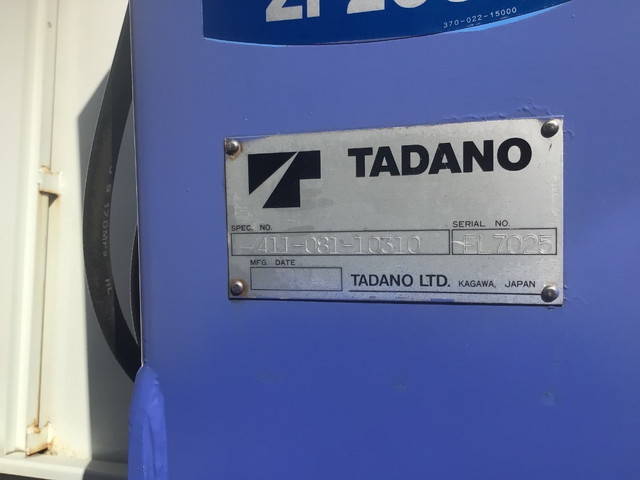 370-022-15000
TADANO
SPEC. NO.
SERIAL NO.
-411-081-10310
FL7025
MFG. DATE
TADANO LTD. KAGAWA, JAPAN